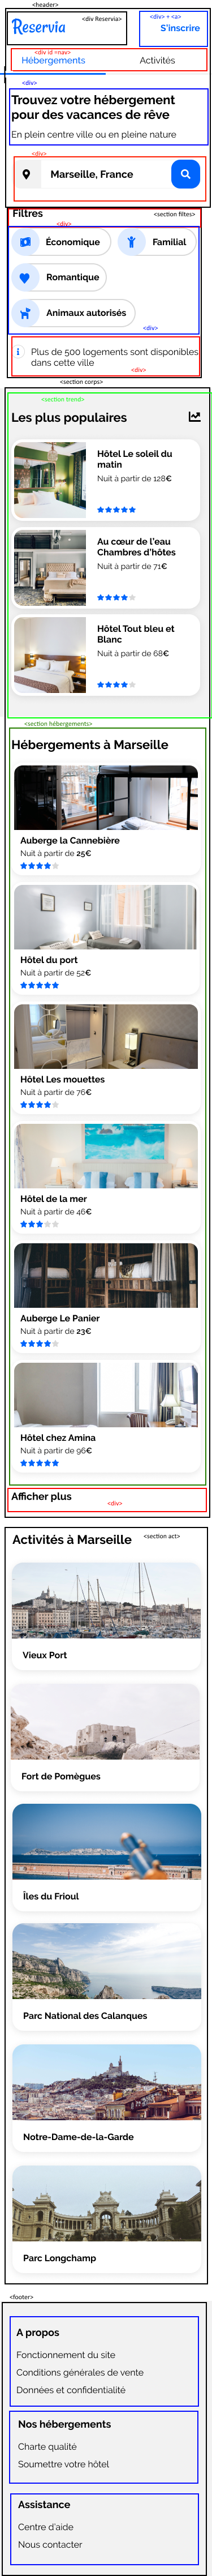 <header>
Reservia
<div Reservia>
<div> + <a>
S'inscrire
<div id =nav>
Hébergements
Activités
<div>
Trouvez votre hébergement
pour des vacances de rêve
En plein centre ville ou en pleine nature
<div>
Marseille, France
Filtres
<section filtes>
<div>
Économique
Familial
Romantique
Animaux autorisés
<div>
Plus de 500 logements sont disponibles
dans cette ville
<div>
<section corps>
<section trend>
Les plus populaires
Hôtel Le soleil du
matin
Nuit à partir de 128€
Au cœur de l'eau
Chambres d'hôtes
Nuit à partir de 71€
Hôtel Tout bleu et
Blanc
Nuit à partir de 68€
<section hébergements>
Hébergements à Marseille
Auberge la Cannebière
Nuit à partir de 25€
Hôtel du port
Nuit à partir de 52€
Hôtel Les mouettes
Nuit à partir de 76€
Hôtel de la mer
Nuit à partir de 46€
Auberge Le Panier
Nuit à partir de 23€
Hôtel chez Amina
Nuit à partir de 96€
Afficher plus
<div>
Activités à Marseille
<section act>
Vieux Port
Fort de Pomègues
Îles du Frioul
Parc National des Calanques
Notre-Dame-de-la-Garde
Parc Longchamp
<footer>
A propos
Fonctionnement du site
Conditions générales de vente
Données et confidentialité
Nos hébergements
Charte qualité
Soumettre votre hôtel
Assistance
Centre d'aide
Nous contacter